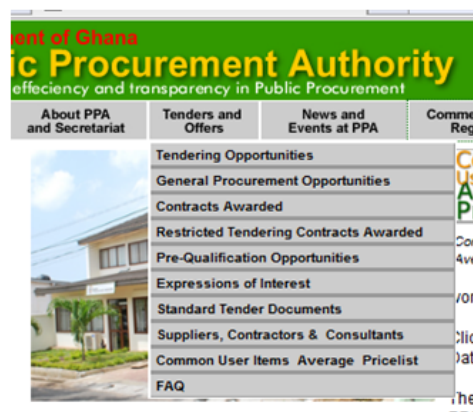 ent of Ghana
ic Procurement Authority
effeciency and transparency in Public Procurement
About PPA
and Secretariat
Tenders and
Offers
News and
Events at PPA
Comme
Reg
Tendering Opportunities
General Procurement Opportunities
Contracts Awarded
Restricted Tendering Contracts Awarded
Pre-Qualification Opportunities
Expressions of Interest
Standard Tender Documents
Suppliers, Contractors & Consultants
Common User Items Average Pricelist
FAQ